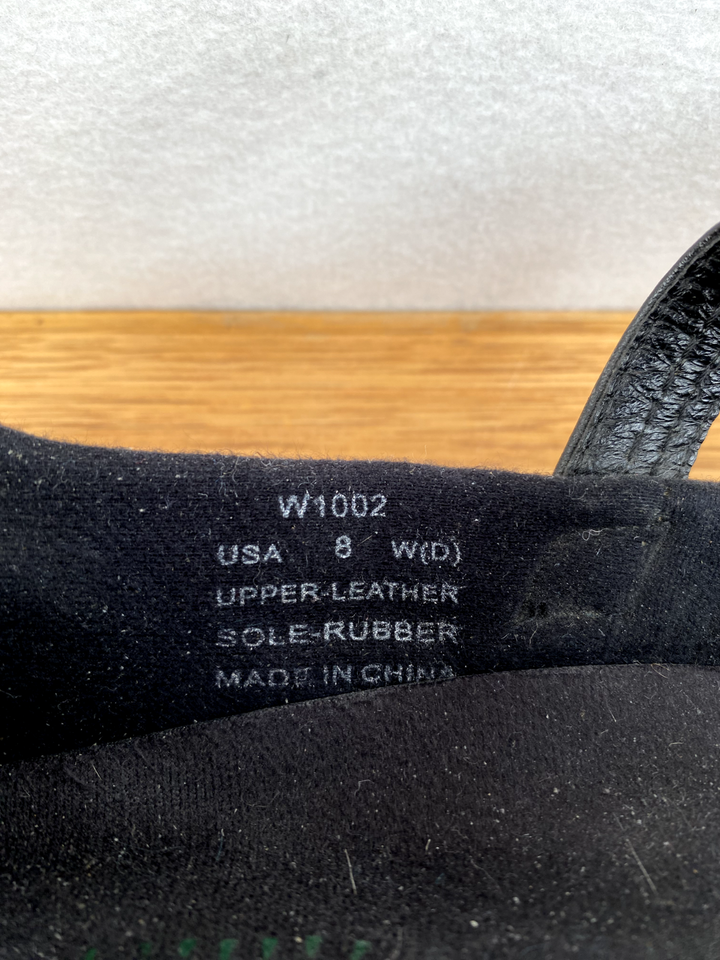 W1002
USA 8 W(D)
UPPER-LEATHER
SOLE-RUBBER
MADE IN CHINA